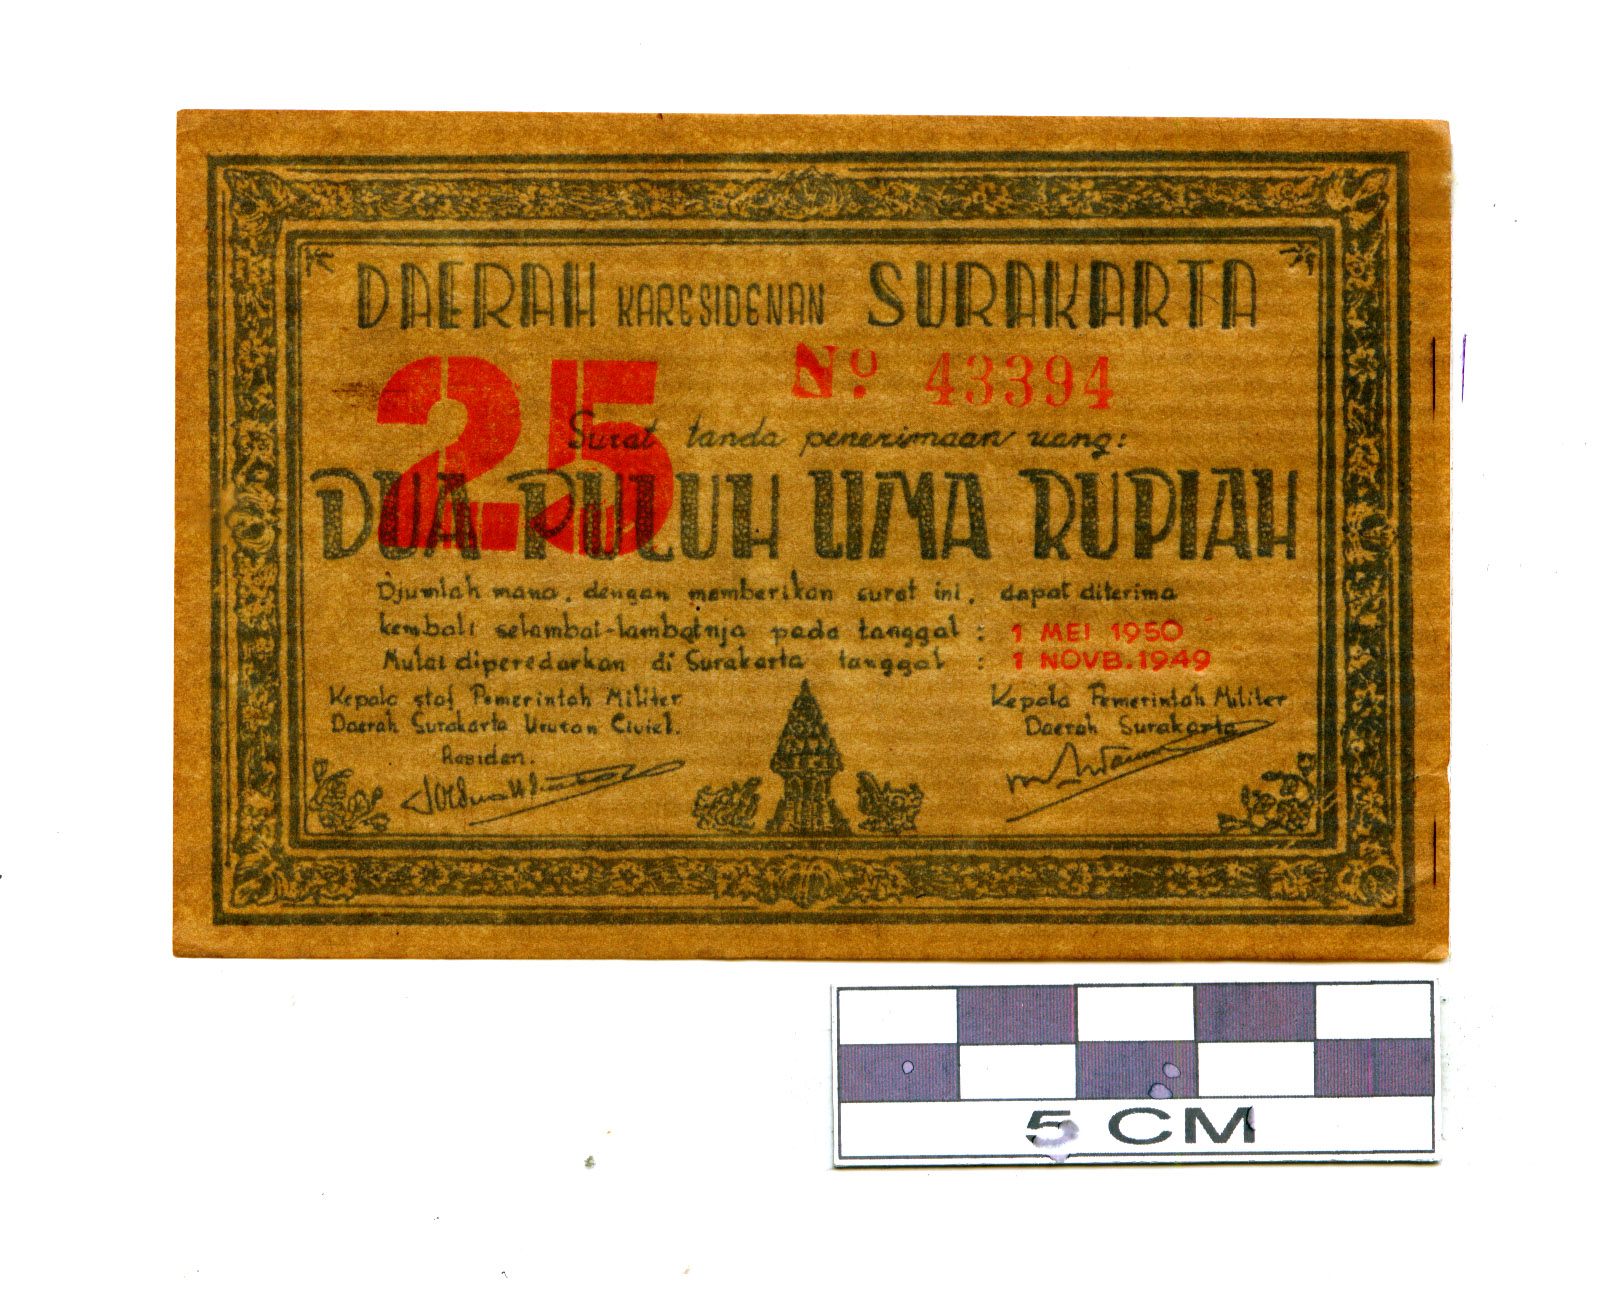 DAERAH KARESIDENAN SURAKARTA
25
No. 43394
Surat tanda penerimaan uang:
DUA PULUH LIMA RUPIAH
Djumlah mana, dengan memberikan surat ini, dapat diterima
kembali selambat-lambatnja pada tanggal : 1 MEI 1950
Mulai diperedarkan di Surakarta tanggal : 1 NOVB. 1949
Kepala staf Pemerintah Militer
Daerah Surakarta Urusan Civiel.
Residen.
Kepala Pemerintah Militer
Daerah Surakarta
5 CM